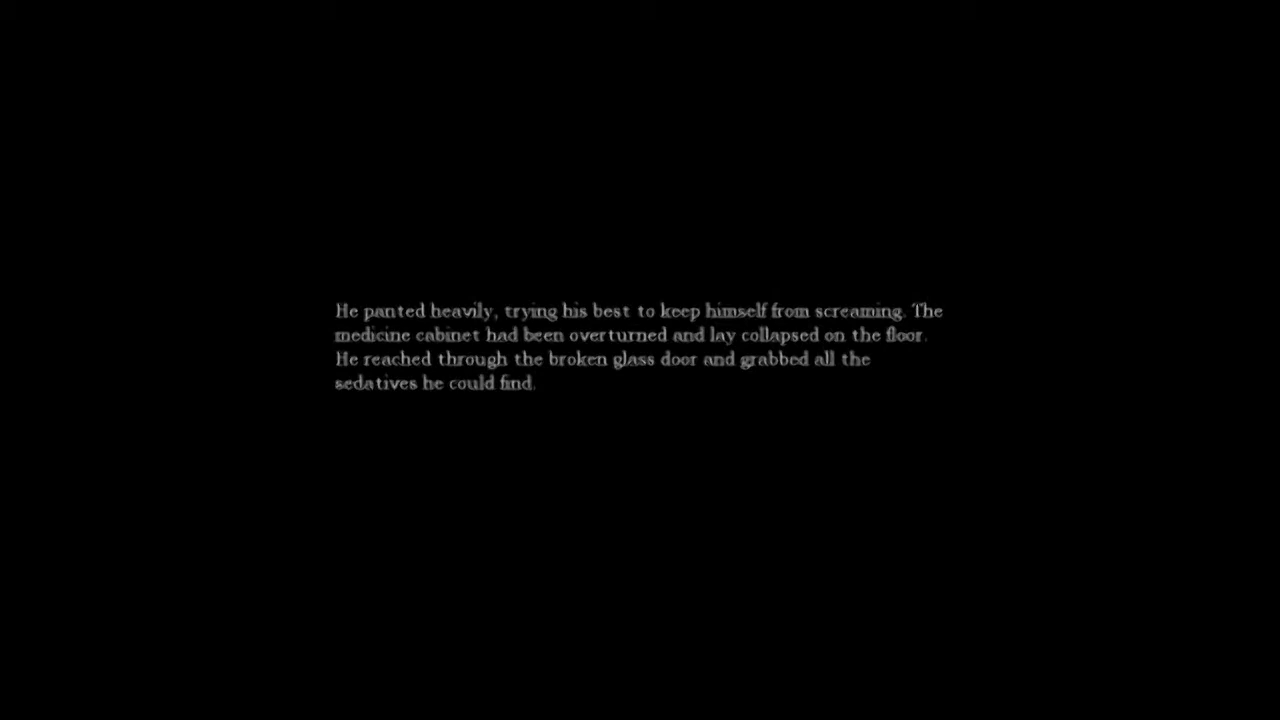 He panted heavily, trying his best to keep himself from screaming. The
medicine cabinet had been overturned and lay collapsed on the floor.
He reached through the broken glass door and grabbed all the
sedatives he could find.